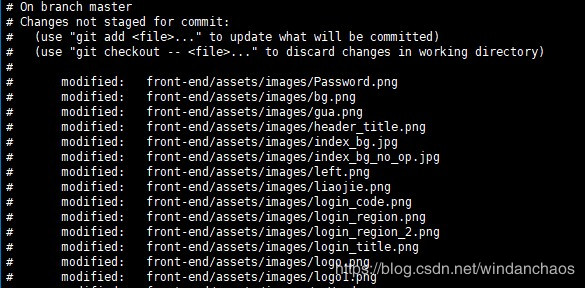 # On branch master
# Changes not staged for commit:
#   (use "git add <file>..." to update what will be committed)
#   (use "git checkout -- <file>..." to discard changes in working directory)
#
#       modified:   front-end/assets/images/Password.png
#       modified:   front-end/assets/images/bg.png
#       modified:   front-end/assets/images/gua.png
#       modified:   front-end/assets/images/header_title.png
#       modified:   front-end/assets/images/index_bg.jpg
#       modified:   front-end/assets/images/index_bg_no_op.jpg
#       modified:   front-end/assets/images/left.png
#       modified:   front-end/assets/images/liaojie.png
#       modified:   front-end/assets/images/login_code.png
#       modified:   front-end/assets/images/login_region.png
#       modified:   front-end/assets/images/login_region_2.png
#       modified:   front-end/assets/images/login_title.png
#       modified:   front-end/assets/images/logo.png
https://blog.csdn.net/windanchaos
#       modified:   front-end/assets/images/logo1.png